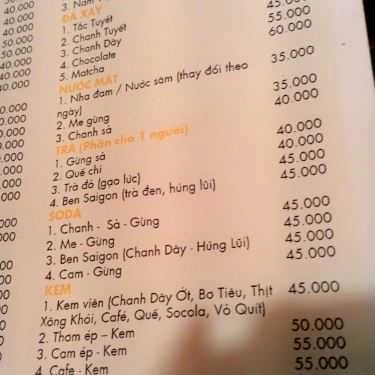 ĐÁ XAY
1. Tắc Tuyết
2. Chanh Tuyết 45.000
3. Chanh Dây 55.000
4. Chocolate 60.000
5. Matcha
NƯỚC MÁT
1. Nha đam / Nước sâm (thay đổi theo 35.000
ngày)
2. Me gừng 35.000
3. Chanh sả 40.000
TRÀ (Phần cho 1 người)
1. Gừng sả 40.000
2. Quế chi 45.000
3. Trà đỏ (gạo lức) 45.000
4. Ben Saigon (trà đen, húng lũi) 45.000
SODA
1. Chanh - Sả - Gừng 45.000
2. Me - Gừng 45.000
3. Ben Saigon (Chanh Dây - Húng Lũi) 45.000
4. Cam - Gừng 45.000
KEM
1. Kem viên (Chanh Dây Ớt, Bơ Tiêu, Thịt 45.000
Xông Khói, Café, Quế, Socola, Vỏ Quít)
2. Thơm ép - Kem 50.000
3. Cam ép - Kem 55.000
4. Cafe - Kem 55.000